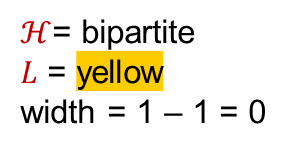 ℋ = bipartite
L = yellow
width = 1 – 1 = 0